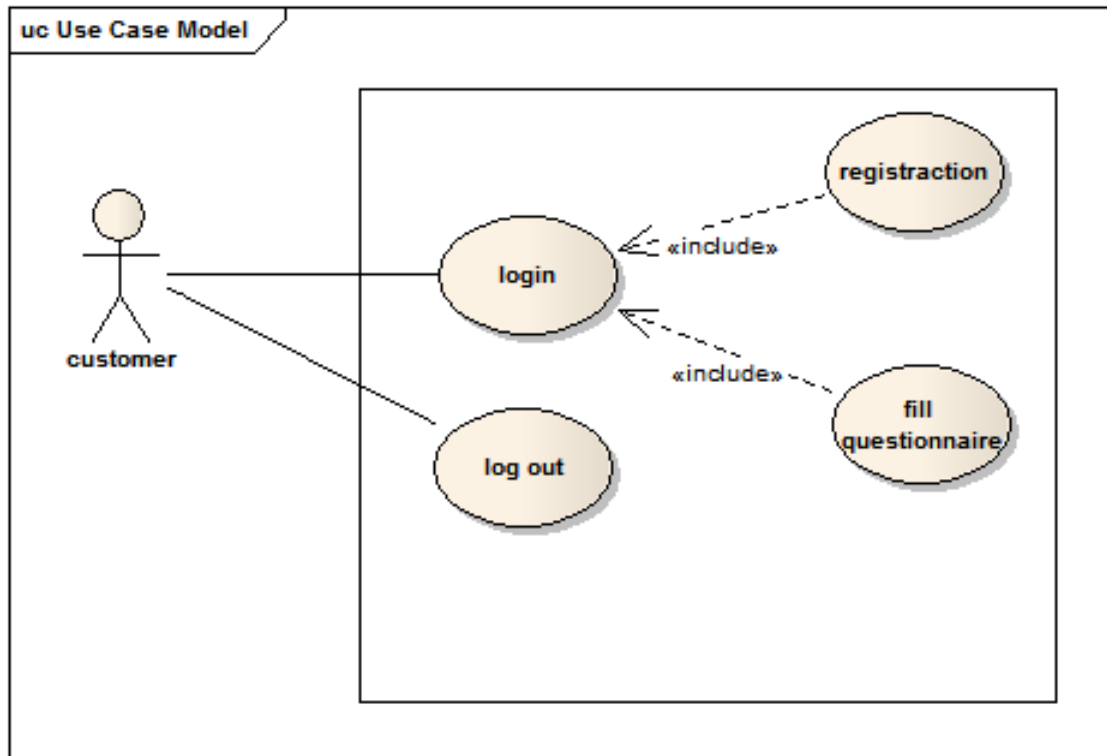 uc Use Case Model
registraction
«include»
login
customer
«include»
fill
questionnaire
log out